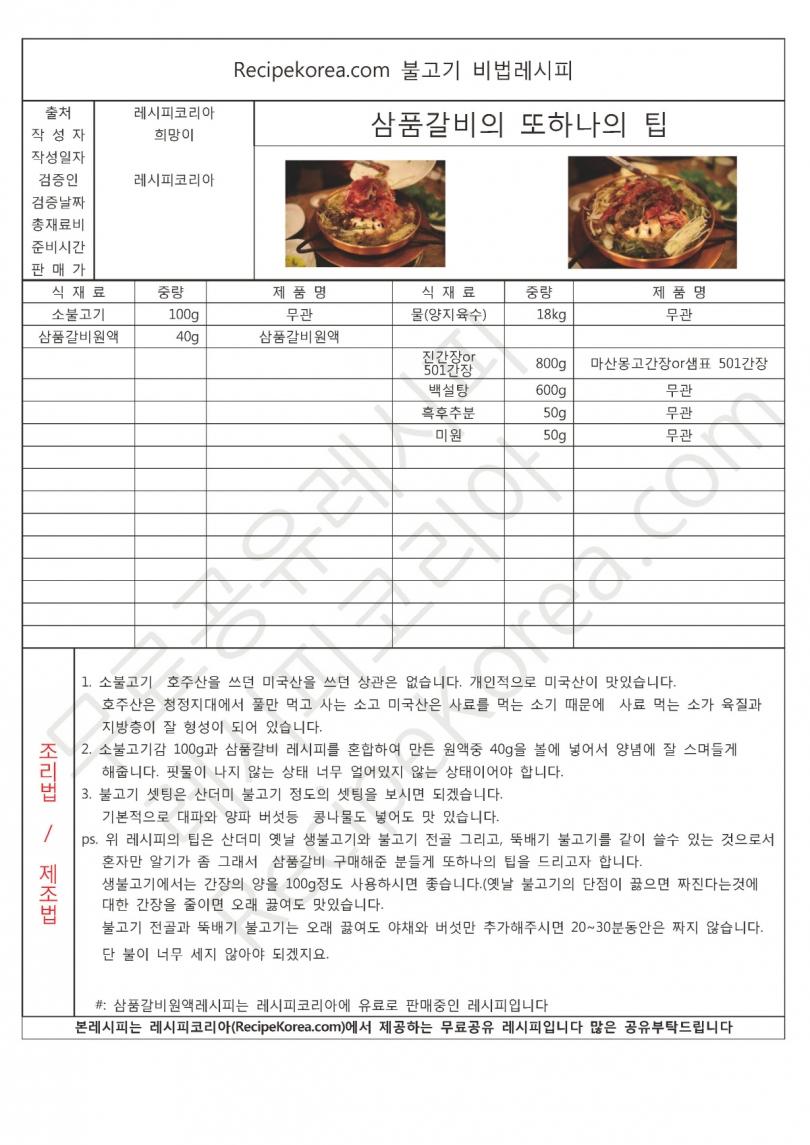 Recipekorea.com 불고기 비법레시피
출처 레시피코리아
작 성 자 희망이
작성일자
검증인 레시피코리아
검증날짜
총재료비
준비시간
판 매 가
삼품갈비의 또하나의 팁
식 재 료 중량 제 품 명 식 재 료 중량 제 품 명
소불고기 100g 무관 물(양지육수) 18kg 무관
삼품갈비원액 40g 삼품갈비원액
진간장or
501간장 800g 마산몽고간장or샘표 501간장
백설탕 600g 무관
흑후추분 50g 무관
미원 50g 무관
조리법 / 제조법
1. 소불고기 호주산을 쓰던 미국산을 쓰던 상관은 없습니다. 개인적으로 미국산이 맛있습니다.
호주산은 청정지대에서 풀만 먹고 사는 소고 미국산은 사료를 먹는 소기 때문에 사료 먹는 소가 육질과
지방층이 잘 형성이 되어 있습니다.
2. 소불고기감 100g과 삼품갈비 레시피를 혼합하여 만든 원액중 40g을 볼에 넣어서 양념에 잘 스며들게
해줍니다. 핏물이 나지 않는 상태 너무 얼어있지 않는 상태이어야 합니다.
3. 불고기 셋팅은 산더미 불고기 정도의 셋팅을 보시면 되겠습니다.
기본적으로 대파와 양파 버섯등 콩나물도 넣어도 맛 있습니다.
ps. 위 레시피의 팁은 산더미 옛날 생불고기와 불고기 전골 그리고, 뚝배기 불고기를 같이 쓸수 있는 것으로서
혼자만 알기가 좀 그래서 삼품갈비 구매해준 분들게 또하나의 팁을 드리고자 합니다.
생불고기에서는 간장의 양을 100g정도 사용하시면 좋습니다.(옛날 불고기의 단점이 끓으면 짜진다는것에
대한 간장을 줄이면 오래 끓여도 맛있습니다.
불고기 전골과 뚝배기 불고기는 오래 끓여도 야채와 버섯만 추가해주시면 20~30분동안은 짜지 않습니다.
단 불이 너무 세지 않아야 되겠지요.
#: 삼품갈비원액레시피는 레시피코리아에 유료로 판매중인 레시피입니다
본레시피는 레시피코리아(RecipeKorea.com)에서 제공하는 무료공유 레시피입니다 많은 공유부탁드립니다
무료공유레시피
레시피코리아
RecipeKorea.com